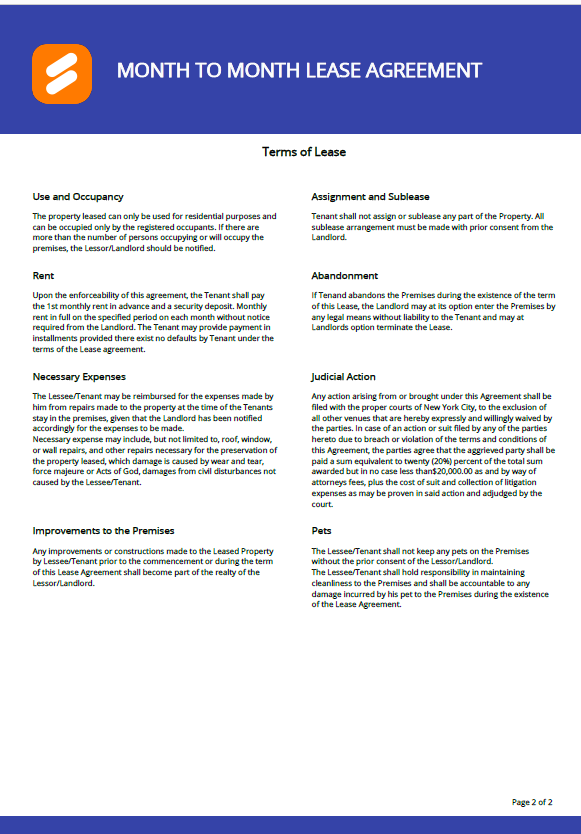 MONTH TO MONTH LEASE AGREEMENT
Terms of Lease
Use and Occupancy
The property leased can only be used for residential purposes and
can be occupied only by the registered occupants. If there are
more than the number of persons occupying or will occupy the
premises, the Lessor/Landlord should be notified.
Rent
Upon the enforceability of this agreement, the Tenant shall pay
the 1st monthly rent in advance and a security deposit. Monthly
rent in full on the specified period on each month without notice
required from the Landlord. The Tenant may provide payment in
installments provided there exist no defaults by Tenant under the
terms of the Lease agreement.
Necessary Expenses
The Lessee/Tenant may be reimbursed for the expenses made by
him from repairs made to the property at the time of the Tenants
stay in the premises, given that the Landlord has been notified
accordingly for the expenses to be made.
Necessary expense may include, but not limited to, roof, window,
or wall repairs, and other repairs necessary for the preservation of
the property leased, which damage is caused by wear and tear,
force majeure or Acts of God, damages from civil disturbances not
caused by the Lessee/Tenant.
Improvements to the Premises
Any improvements or constructions made to the Leased Property
by Lessee/Tenant prior to the commencement or during the term
of this Lease Agreement shall become part of the realty of the
Lessor/Landlord.
Assignment and Sublease
Tenant shall not assign or sublease any part of the Property. All
sublease arrangement must be made with prior consent from the
Landlord.
Abandonment
If Tenand abandons the Premises during the existence of the term
of this Lease, the Landlord may at its option enter the Premises by
any legal means without liability to the Tenant and may at
Landlords option terminate the Lease.
Judicial Action
Any action arising from or brought under this Agreement shall be
filed with the proper courts of New York City, to the exclusion of
all other venues that are hereby expressly and willingly waived by
the parties. In case of an action or suit filed by any of the parties
hereto due to breach or violation of the terms and conditions of
this Agreement, the parties agree that the aggrieved party shall be
paid a sum equivalent to twenty (20%) percent of the total sum
awarded but in no case less than$20,000.00 as and by way of
attorneys fees, plus the cost of suit and collection of litigation
expenses as may be proven in said action and adjudged by the
court.
Pets
The Lessee/Tenant shall not keep any pets on the Premises
without the prior consent of the Lessor/Landlord.
The Lessee/Tenant shall hold responsibility in maintaining
cleanliness to the Premises and shall be accountable to any
damage incurred by his pet to the Premises during the existence
of the Lease Agreement.
Page 2 of 2